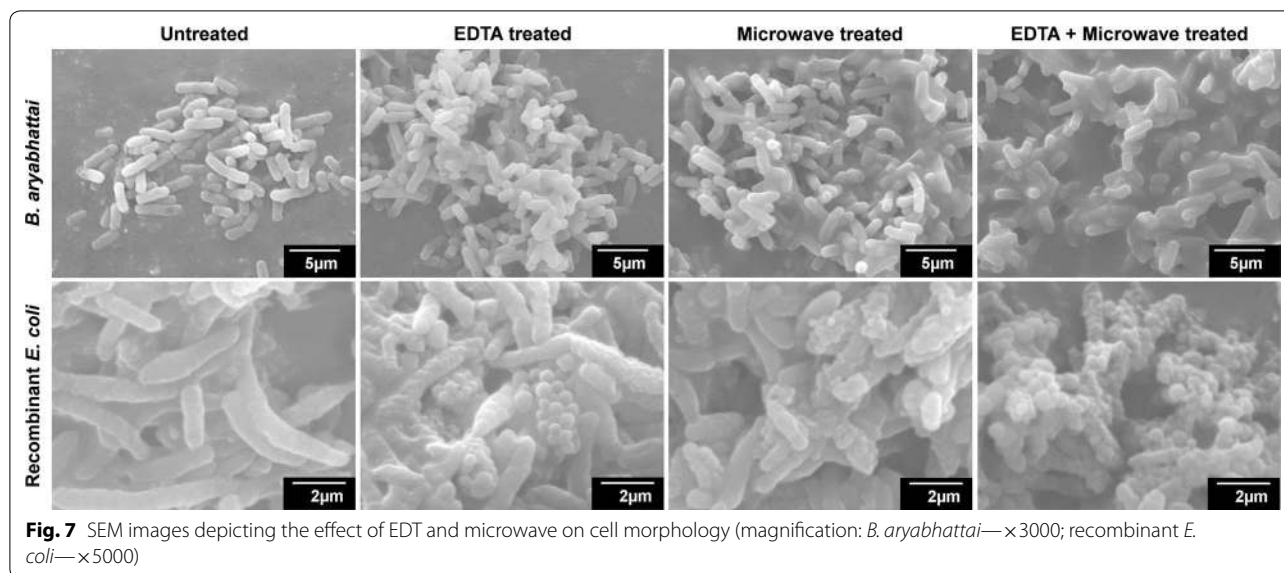 Untreated EDTA treated Microwave treated EDTA + Microwave treated
B. aryabhattai
5μm 5μm 5μm 5μm
Recombinant E. coli
2μm 2μm 2μm 2μm
Fig. 7 SEM images depicting the effect of EDT and microwave on cell morphology (magnification: B. aryabhattai—×3000; recombinant E.
coli—×5000)